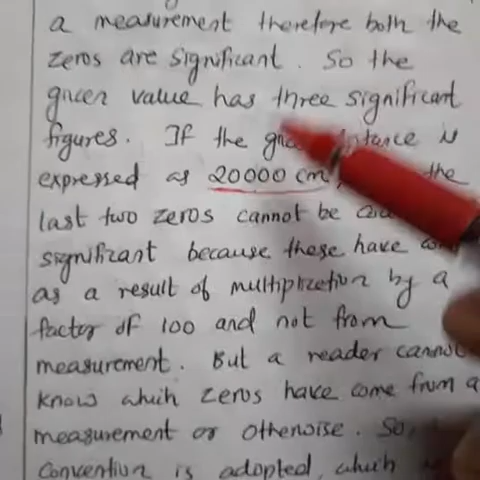 a measurement therefore both the
zeros are significant. So the
given value has three significant
figures. If the is
expressed as 20000 cm, the
last two zeros cannot be
significant because these have
as a result of multiplication by a
factor of 100 and not from
measurement. But a reader cannot
know which zeros have come from a
measurement or otherwise. So,
convention is adopted, which